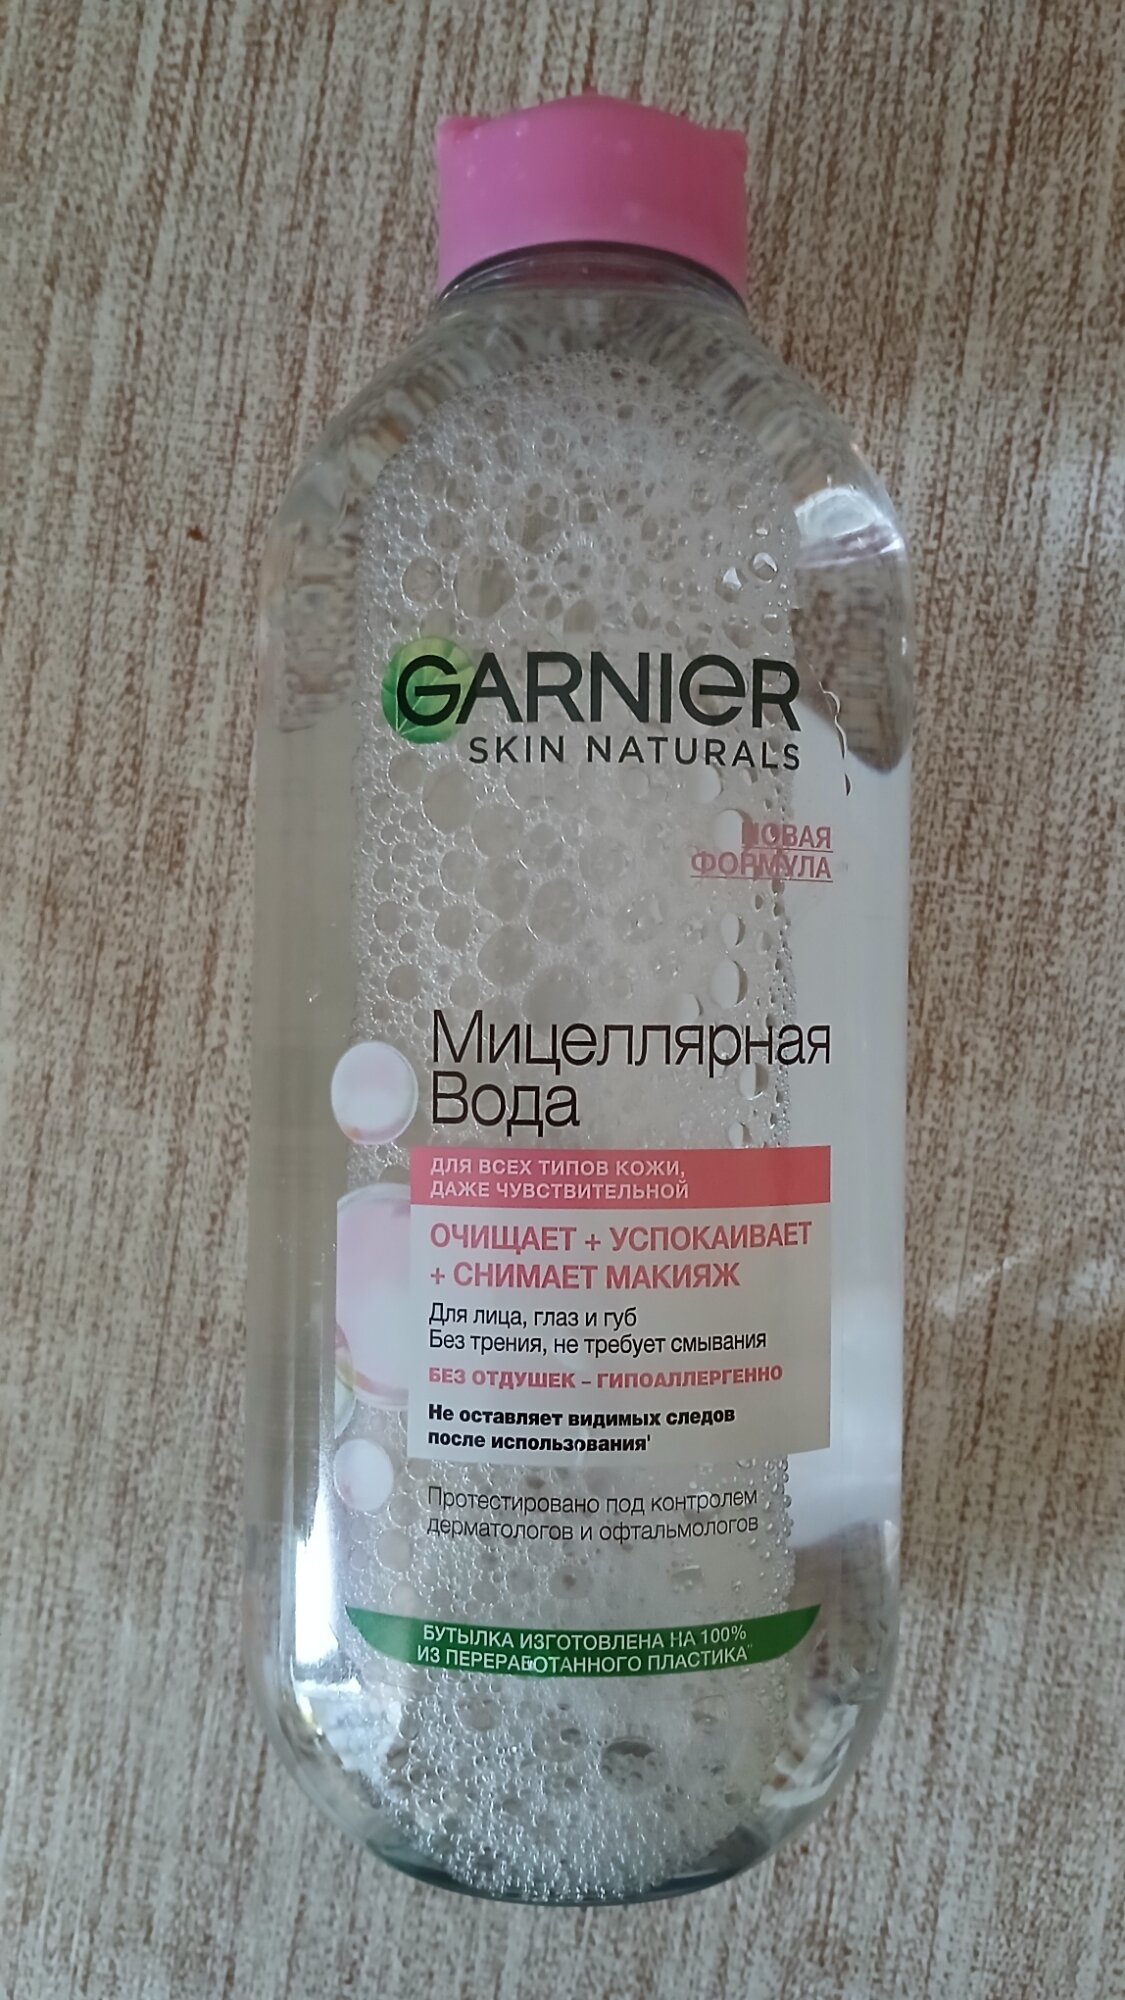 GARNIER
SKIN NATURALS
НОВАЯ
ФОРМУЛА
Мицеллярная
Вода
ДЛЯ ВСЕХ ТИПОВ КОЖИ,
ДАЖЕ ЧУВСТВИТЕЛЬНОЙ
ОЧИЩАЕТ + УСПОКАИВАЕТ
+ СНИМАЕТ МАКИЯЖ
Для лица, глаз и губ
Без трения, не требует смывания
БЕЗ ОТДУШЕК – ГИПОАЛЛЕРГЕННО
Не оставляет видимых следов
после использования'
Протестировано под контролем
дерматологов и офтальмологов
БУТЫЛКА ИЗГОТОВЛЕНА НА 100%
ИЗ ПЕРЕРАБОТАННОГО ПЛАСТИКА"